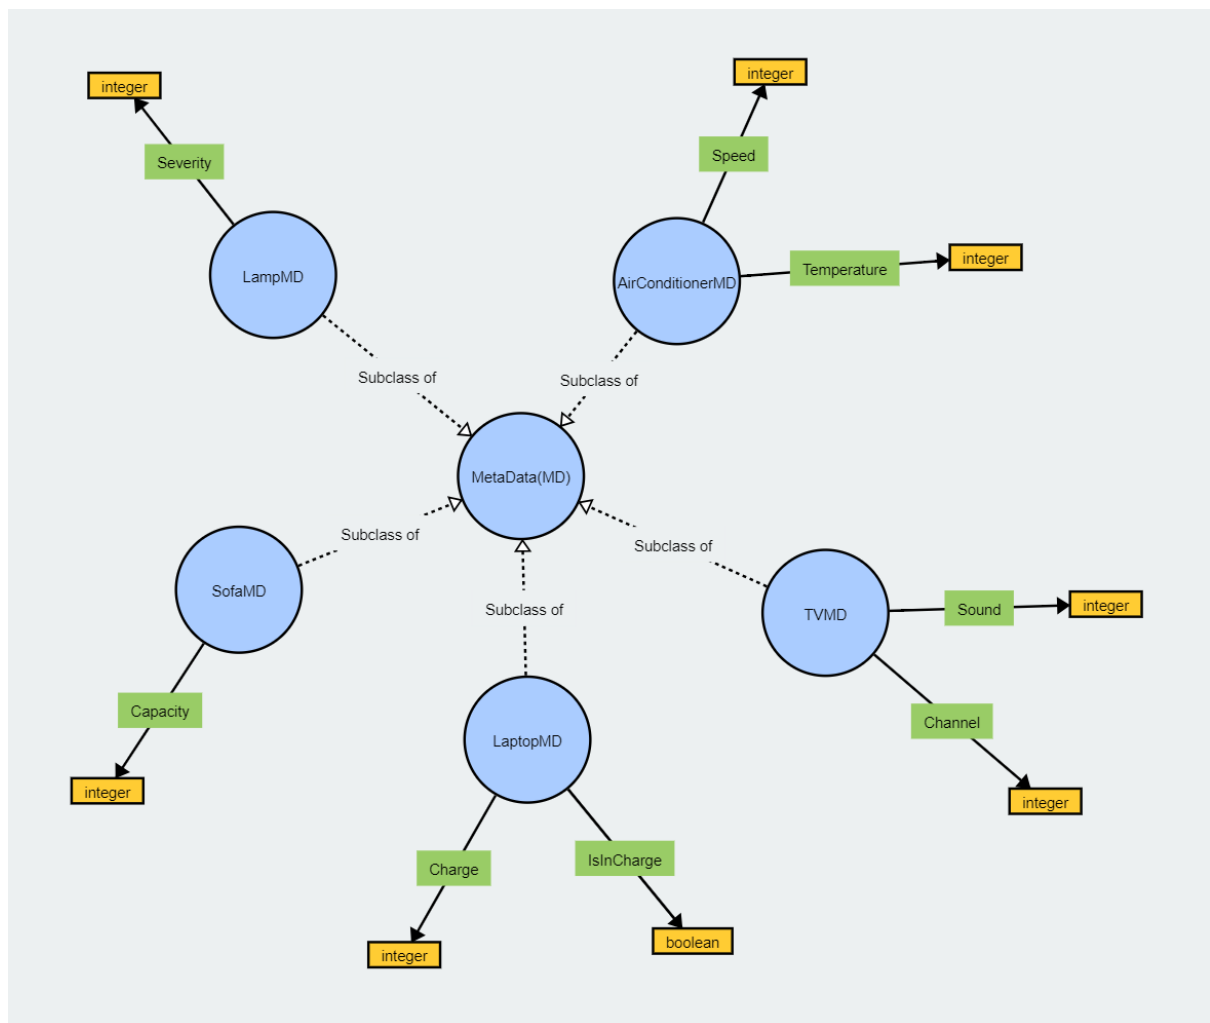 integer
integer
Severity
Speed
Temperature
integer
LampMD
AirConditionerMD
Subclass of
Subclass of
MetaData(MD)
Subclass of
Subclass of
SofaMD
Subclass of
TVMD
Sound
integer
Capacity
LaptopMD
Channel
integer
integer
Charge
IsInCharge
integer
boolean